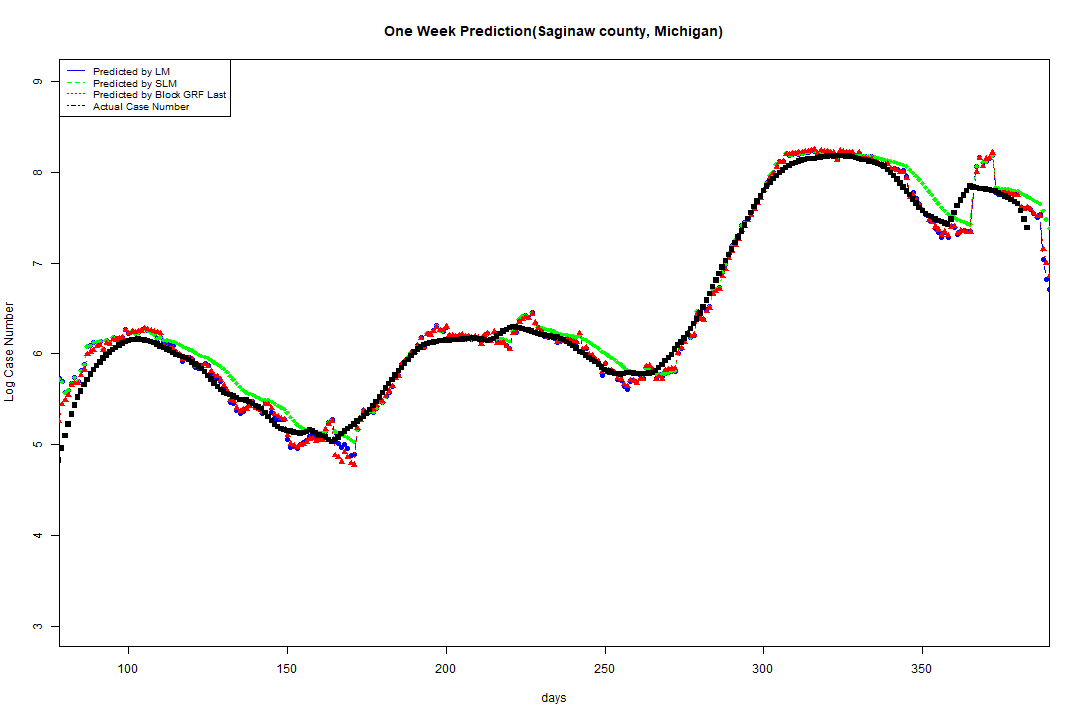 One Week Prediction(Saginaw county, Michigan)
Predicted by LM
Predicted by SLM
Predicted by Block GRF Last
Actual Case Number
9
8
7
6
5
4
3
Log Case Number
100 150 200 250 300 350
days